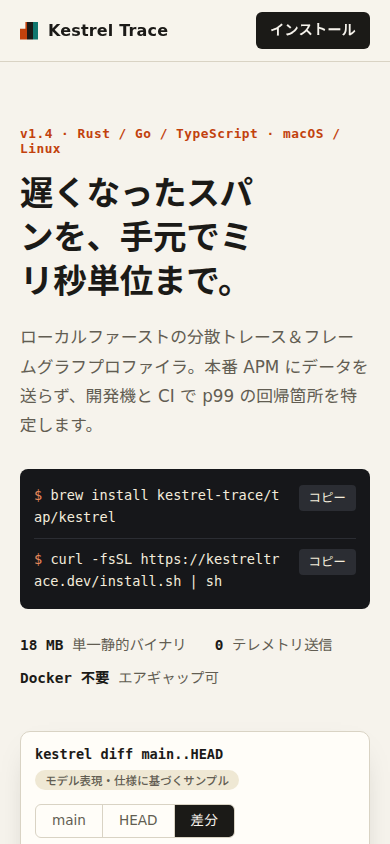 Kestrel Trace
インストール
v1.4 · Rust / Go / TypeScript · macOS /
Linux
遅くなったスパ
ンを、手元でミ
リ秒単位まで。
ローカルファーストの分散トレース＆フレー
ムグラフプロファイラ。本番 APM にデータを
送らず、開発機と CI で p99 の回帰箇所を特
定します。
$ brew install kestrel-trace/t
ap/kestrel
コピー
$ curl -fsSL https://kestreltr
ace.dev/install.sh | sh
コピー
18 MB 単一静的バイナリ 0 テレメトリ送信
Docker 不要 エアギャップ可
kestrel diff main..HEAD
モデル表現・仕様に基づくサンプル
main HEAD 差分